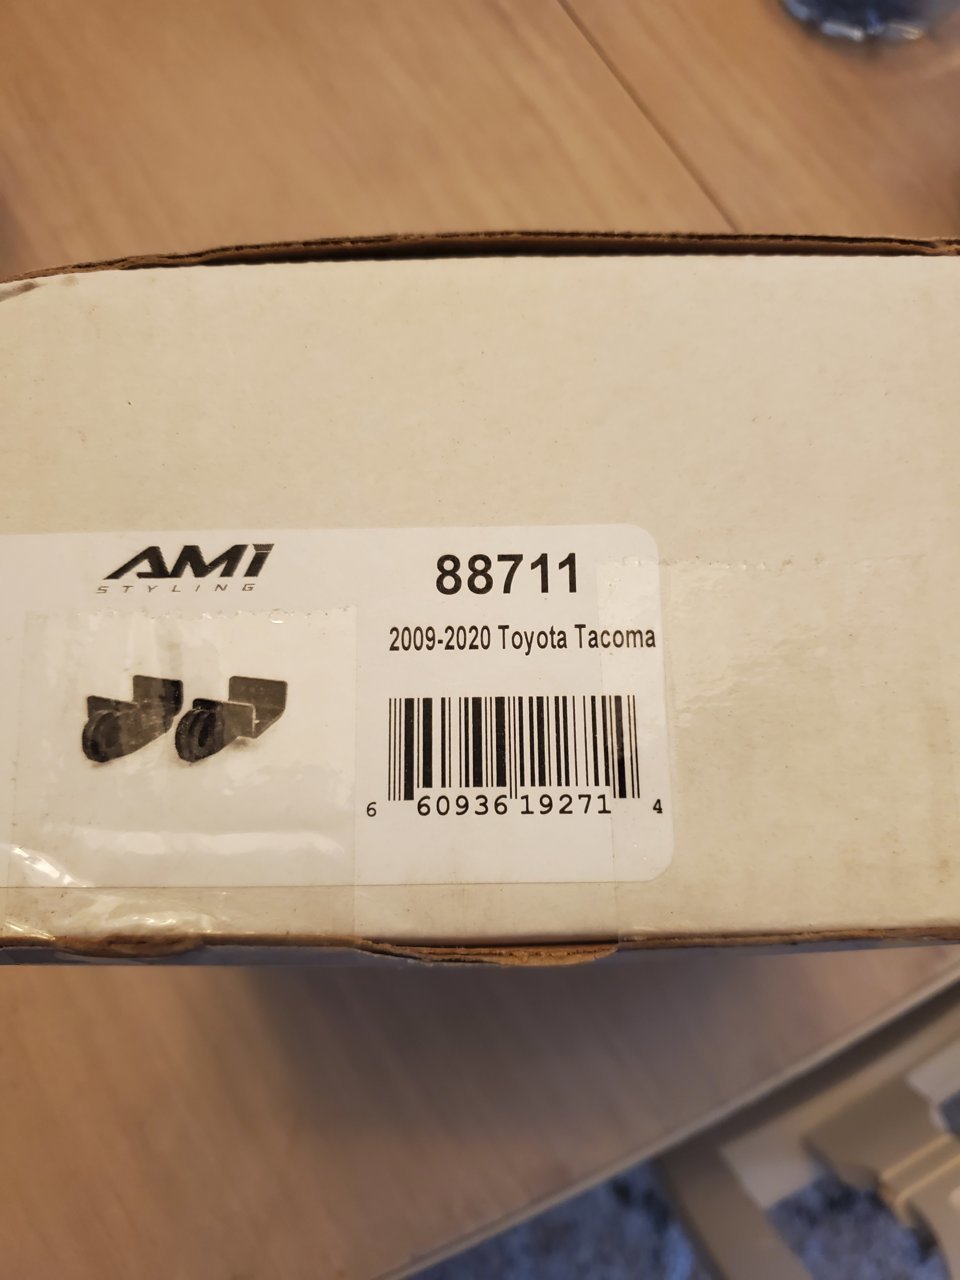 AMI
STYLING
88711
2009-2020 Toyota Tacoma
6 60936 19271 4